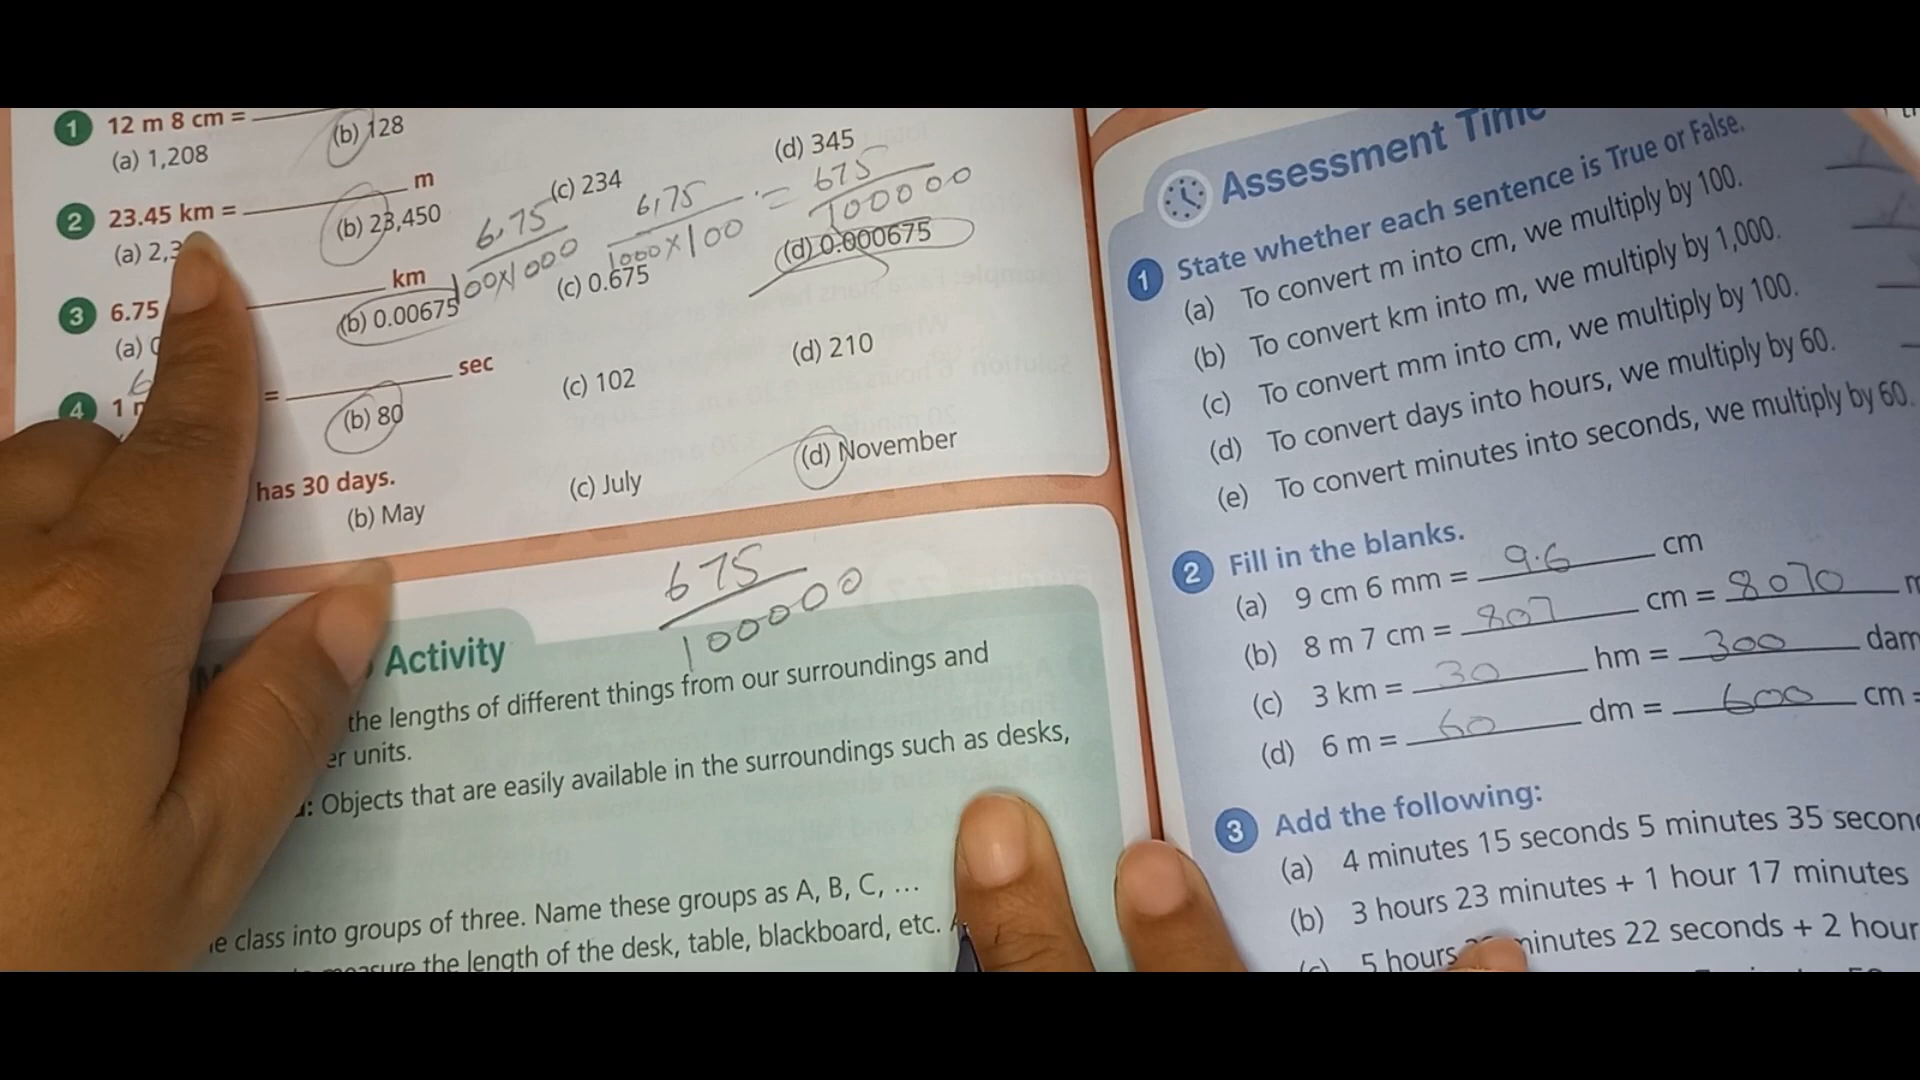 1 12 m 8 cm =
(a) 1,208
(b) 128
(d) 345
2 23.45 km = m
(b) 23,450
(c) 234
(d) 0.000675
3 6.75 km
(b) 0.00675
(c) 0.675
6.75
100×1000
6.75
1000×100
=
675
4 = sec
(b) 80
(c) 102
(d) 210
has 30 days.
(b) May
(c) July
(d) November
675
Activity
the lengths of different things from our surroundings and
er units.
: Objects that are easily available in the surroundings such as desks,
class into groups of three. Name these groups as A, B, C, ...
the length of the desk, table, blackboard, etc.
Assessment Time
1 State whether each sentence is True or False.
(a) To convert m into cm, we multiply by 100.
(b) To convert km into m, we multiply by 1,000.
(c) To convert mm into cm, we multiply by 100.
(d) To convert days into hours, we multiply by 60.
(e) To convert minutes into seconds, we multiply by 60.
2 Fill in the blanks.
(a) 9 cm 6 mm = 9.6 cm
(b) 8 m 7 cm = 807 cm = 8070
(c) 3 km = 30 hm = 300 dam
(d) 6 m = 60 dm = 600 cm =
3 Add the following:
(a) 4 minutes 15 seconds 5 minutes 35 secon
(b) 3 hours 23 minutes + 1 hour 17 minutes
5 hours minutes 22 seconds + 2 hour